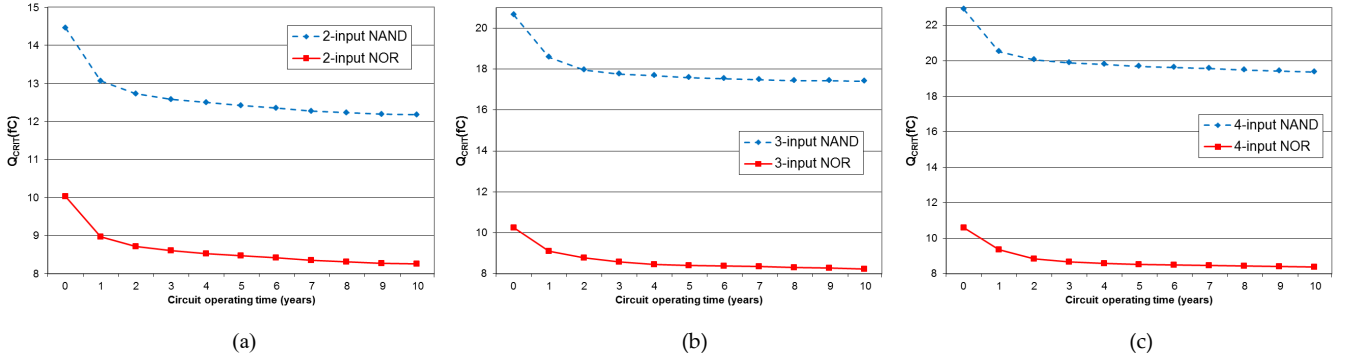 15
14
13
12
11
10
9
8
Q_CRIT(fC)
2-input NAND
2-input NOR
0 1 2 3 4 5 6 7 8 9 10
Circuit operating time (years)
(a)
20
18
16
14
12
10
8
Q_CRIT(fC)
3-input NAND
3-input NOR
0 1 2 3 4 5 6 7 8 9 10
Circuit operating time (years)
(b)
22
20
18
16
14
12
10
8
Q_CRIT(fC)
4-input NAND
4-input NOR
0 1 2 3 4 5 6 7 8 9 10
Circuit operating time (years)
(c)